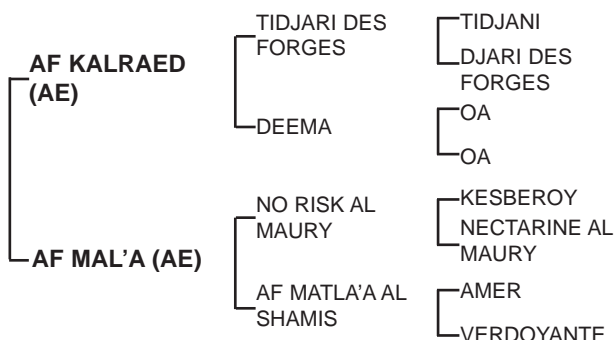 AF KALRAED
(AE)
TIDJARI DES
FORGES
TIDJANI
DJARI DES
FORGES
DEEMA
OA
OA
AF MAL'A (AE)
NO RISK AL
MAURY
KESBEROY
NECTARINE AL
MAURY
AF MATLA'A AL
SHAMIS
AMER
VERDOYANTE